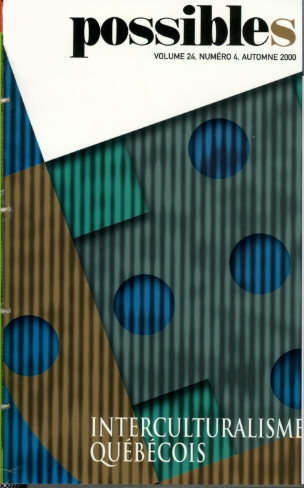 possibles
VOLUME 24, NUMÉRO 4, AUTOMNE 2000
INTERCULTURALISME
QUÉBÉCOIS